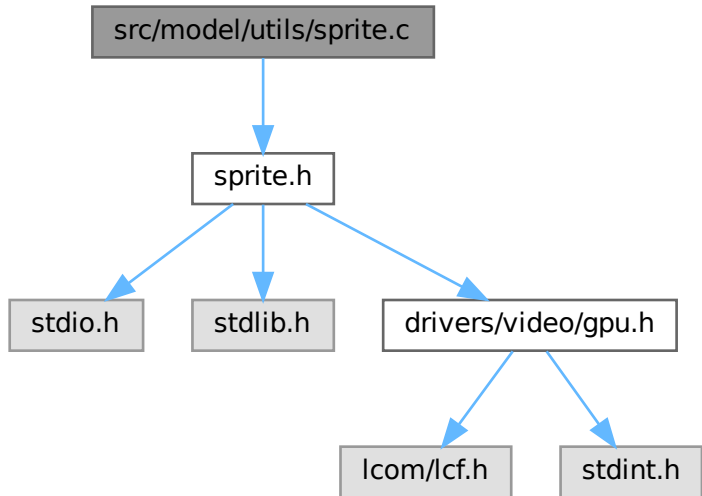 src/model/utils/sprite.c
sprite.h
stdio.h
stdlib.h
drivers/video/gpu.h
lcom/lcf.h
stdint.h